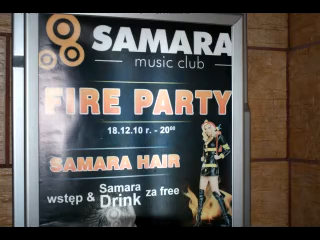 SAMARA
music club
FIRE PARTY
18.12.10 r. - 20⁰⁰
SAMARA HAIR
wstęp & Samara Drink za free